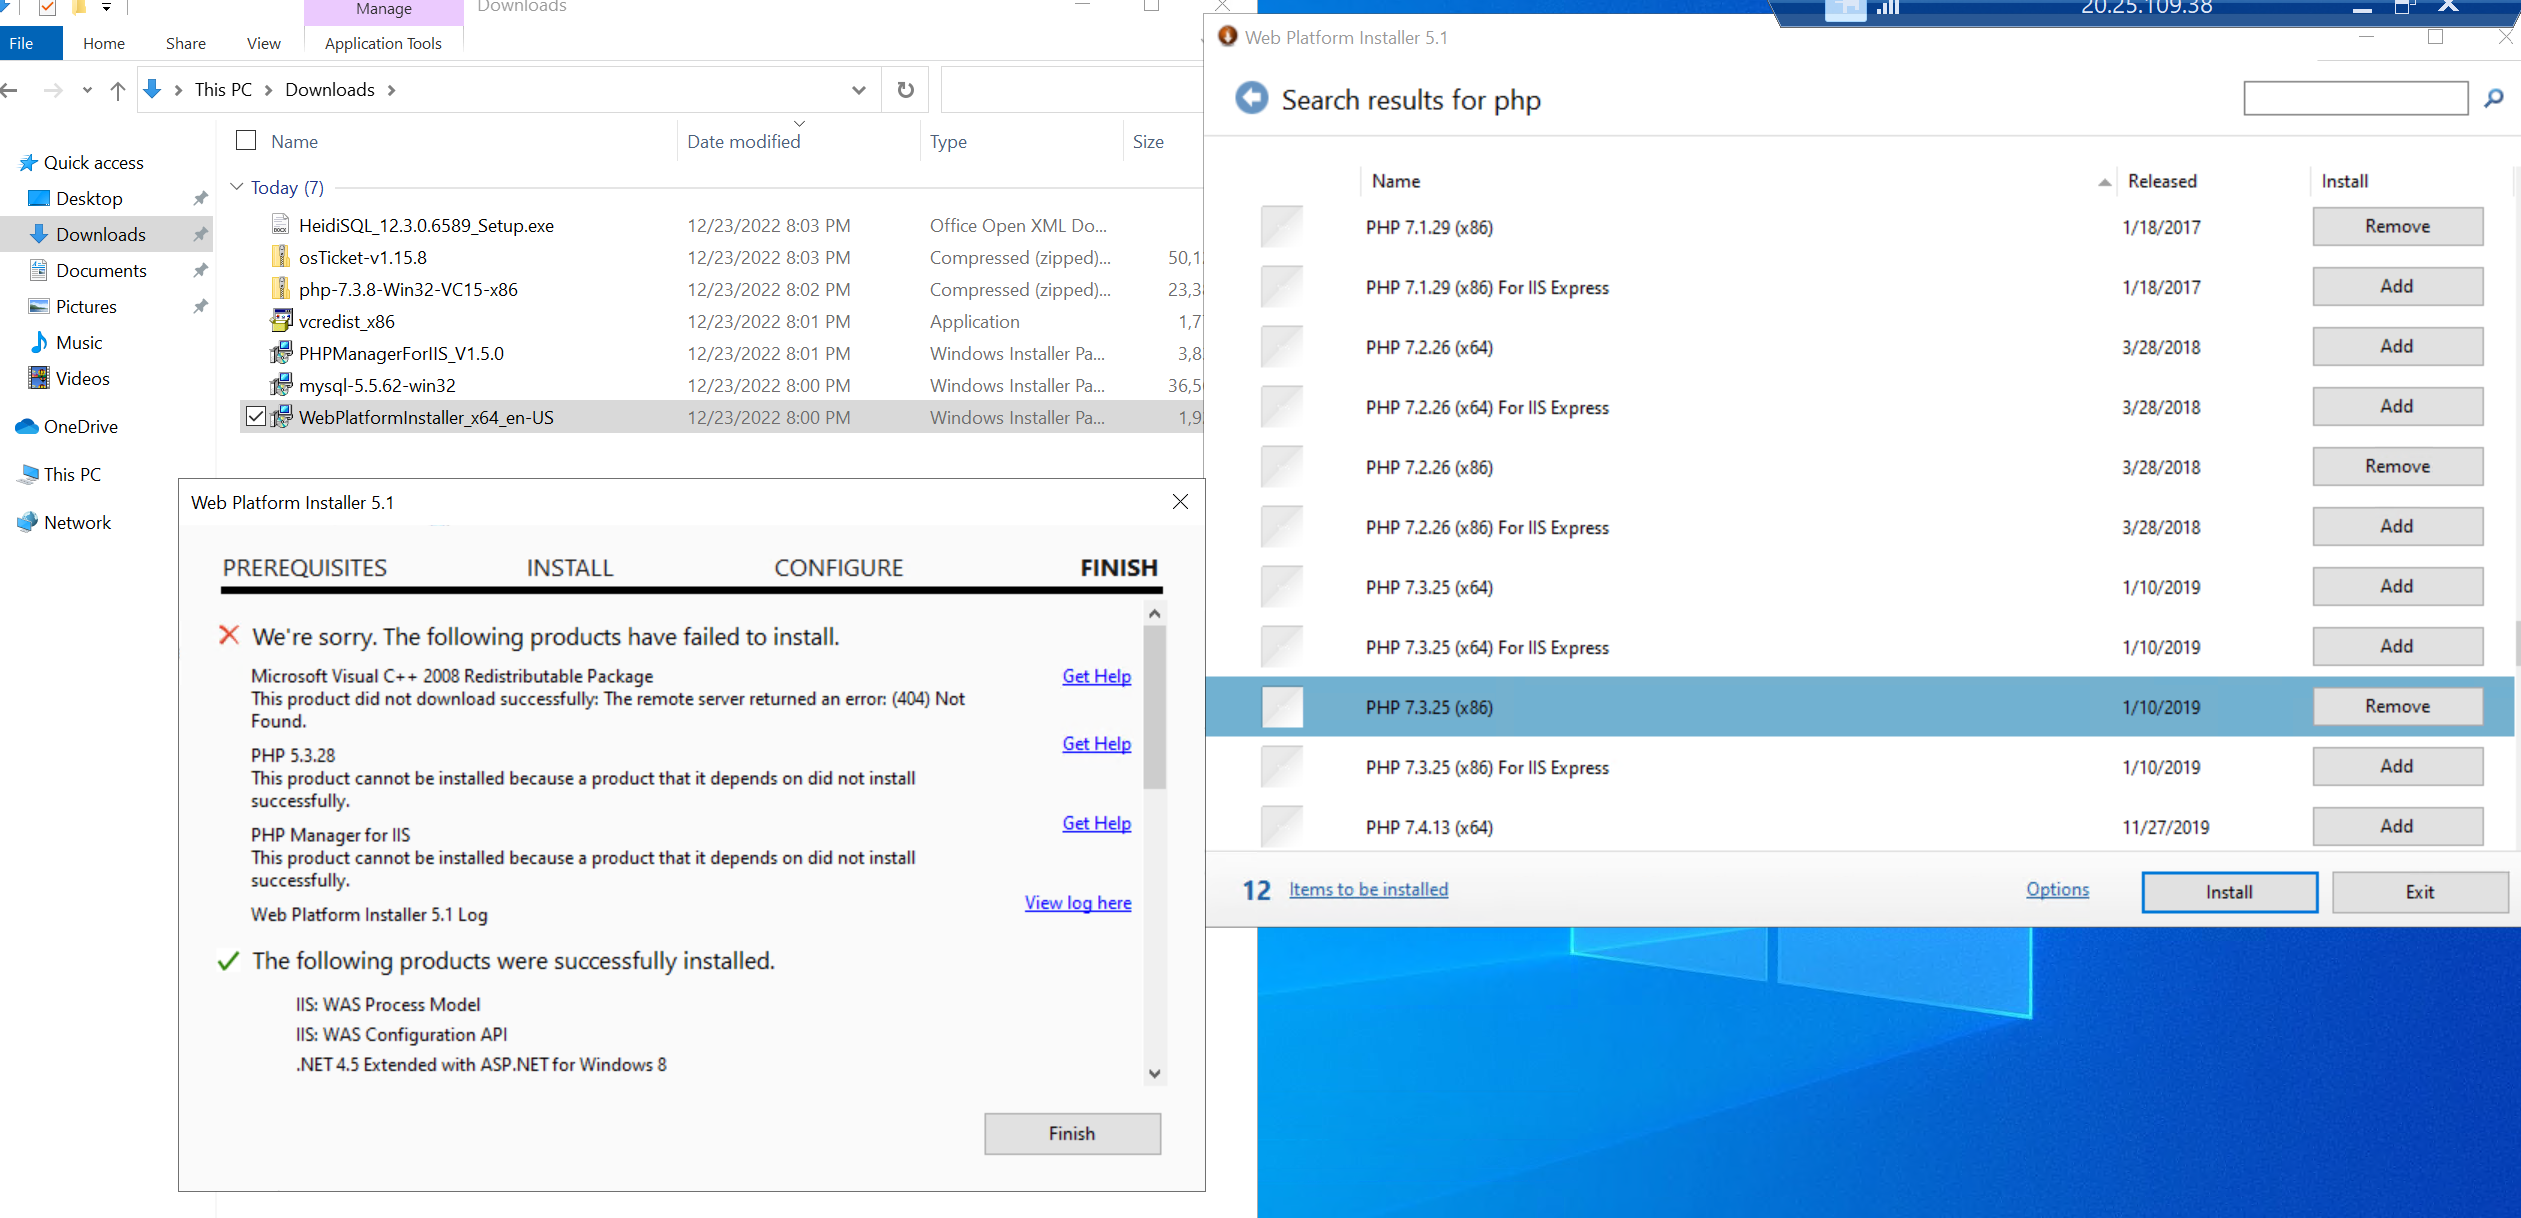 Manage
Downloads
File
Home
Share
View
Application Tools
This PC
Downloads
Name
Date modified
Type
Size
Today (7)
HeidiSQL_12.3.0.6589_Setup.exe 12/23/2022 8:03 PM Office Open XML Do...
osTicket-v1.15.8 12/23/2022 8:03 PM Compressed (zipped)...
php-7.3.8-Win32-VC15-x86 12/23/2022 8:02 PM Compressed (zipped)...
vcredist_x86 12/23/2022 8:01 PM Application
PHPManagerForIIS_V1.5.0 12/23/2022 8:01 PM Windows Installer Pa...
mysql-5.5.62-win32 12/23/2022 8:00 PM Windows Installer Pa...
WebPlatformInstaller_x64_en-US 12/23/2022 8:00 PM Windows Installer Pa...
Quick access
Desktop
Downloads
Documents
Pictures
Music
Videos
OneDrive
This PC
Network
Web Platform Installer 5.1
PREREQUISITES INSTALL CONFIGURE FINISH
We're sorry. The following products have failed to install.
Microsoft Visual C++ 2008 Redistributable Package Get Help
This product did not download successfully: The remote server returned an error: (404) Not
Found.
PHP 5.3.28 Get Help
This product cannot be installed because a product that it depends on did not install
successfully.
PHP Manager for IIS Get Help
This product cannot be installed because a product that it depends on did not install
successfully.
Web Platform Installer 5.1 Log View log here
The following products were successfully installed.
IIS: WAS Process Model
IIS: WAS Configuration API
.NET 4.5 Extended with ASP.NET for Windows 8
Finish
20.25.109.38
Web Platform Installer 5.1
Search results for php
Name Released Install
PHP 7.1.29 (x86) 1/18/2017 Remove
PHP 7.1.29 (x86) For IIS Express 1/18/2017 Add
PHP 7.2.26 (x64) 3/28/2018 Add
PHP 7.2.26 (x64) For IIS Express 3/28/2018 Add
PHP 7.2.26 (x86) 3/28/2018 Remove
PHP 7.2.26 (x86) For IIS Express 3/28/2018 Add
PHP 7.3.25 (x64) 1/10/2019 Add
PHP 7.3.25 (x64) For IIS Express 1/10/2019 Add
PHP 7.3.25 (x86) 1/10/2019 Remove
PHP 7.3.25 (x86) For IIS Express 1/10/2019 Add
PHP 7.4.13 (x64) 11/27/2019 Add
12 Items to be installed Options Install Exit